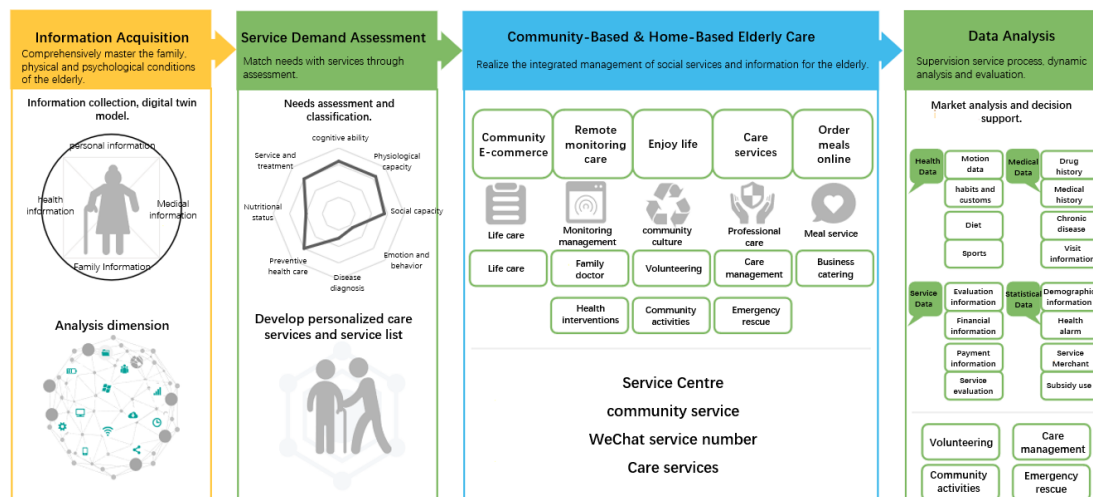 Information Acquisition
Comprehensively master the family,
physical and psychological conditions
of the elderly.
Information collection, digital twin
model.
personal information
health
information
Medical
information
Family Information
Analysis dimension
Service Demand Assessment
Match needs with services through
assessment.
Needs assessment and
classification.
cognitive ability
Service and
treatment
Physiological
capacity
Nutritional
status
Social capacity
Preventive
health care
Emotion and
behavior
Disease
diagnosis
Develop personalized care
services and service list
Community-Based & Home-Based Elderly Care
Realize the integrated management of social services and information for the elderly.
Community
E-commerce
Remote
monitoring
care
Enjoy life
Care
services
Order
meals
online
Life care
Monitoring
management
community
culture
Professional
care
Meal service
Life care
Family
doctor
Volunteering
Care
management
Business
catering
Health
interventions
Community
activities
Emergency
rescue
Service Centre
community service
WeChat service number
Care services
Data Analysis
Supervision service process, dynamic
analysis and evaluation.
Market analysis and decision
support.
Health
Data
Motion
data
habits and
customs
Diet
Sports
Medical
Data
Drug
history
Medical
history
Chronic
disease
Visit
information
Service
Data
Evaluation
information
Financial
information
Payment
information
Service
evaluation
Statistical
Data
Demographic
information
Health
alarm
Service
Merchant
Subsidy use
Volunteering
Care
management
Community
activities
Emergency
rescue